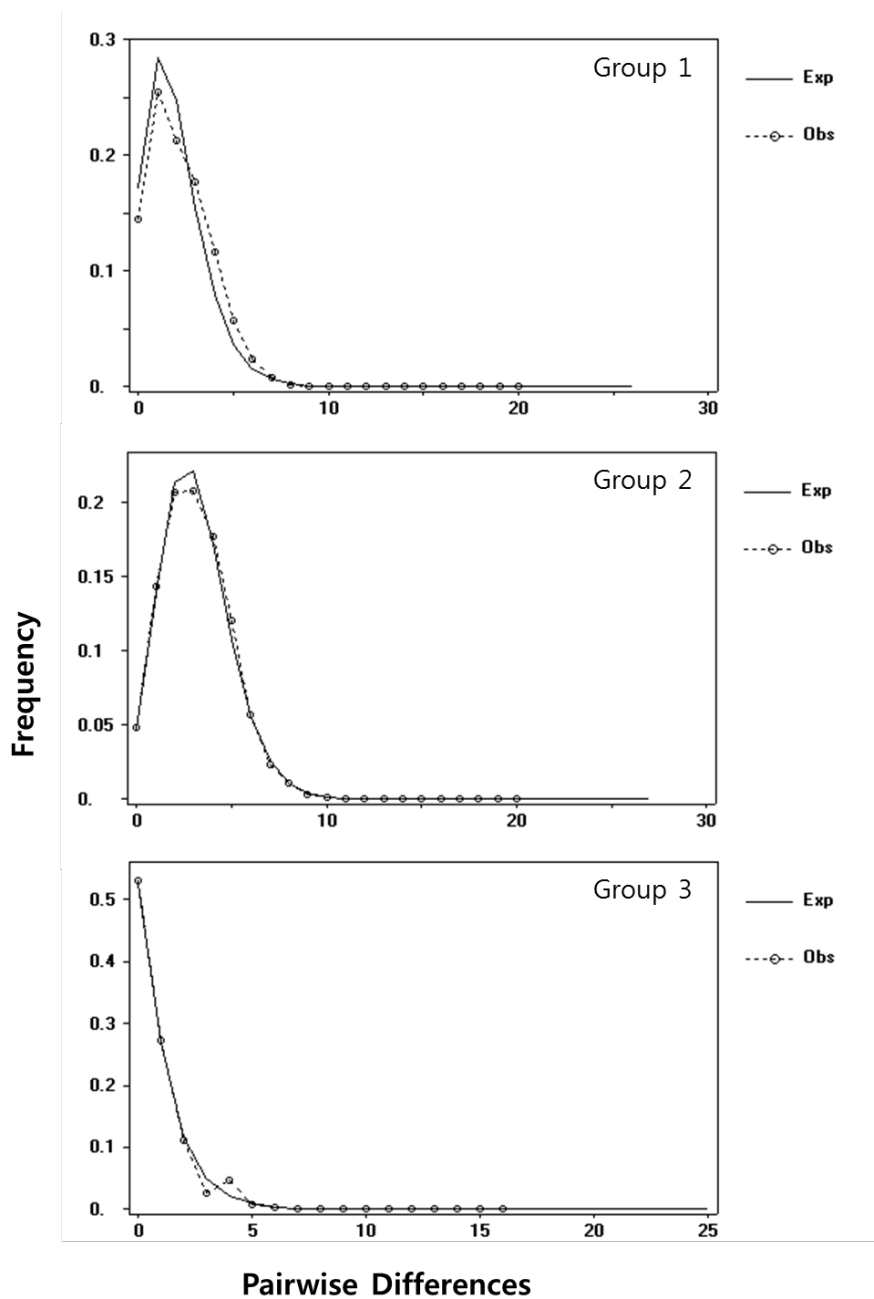 0.3
Group 1
Exp
Obs
0.2
0.1
0.
0 10 20 30
Group 2
Exp
Obs
0.2
0.15
0.1
0.05
0.
0 10 20 30
Group 3
Exp
Obs
0.5
0.4
0.3
0.2
0.1
0.
0 5 10 15 20 25
Frequency
Pairwise Differences